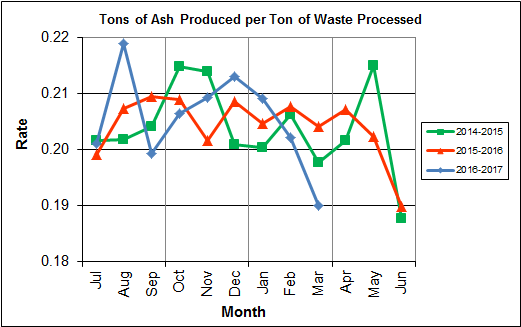 Tons of Ash Produced per Ton of Waste Processed
0.22
0.21
0.20
0.19
0.18
Rate
Jul
Aug
Sep
Oct
Nov
Dec
Jan
Feb
Mar
Apr
May
Jun
Month
2014-2015
2015-2016
2016-2017